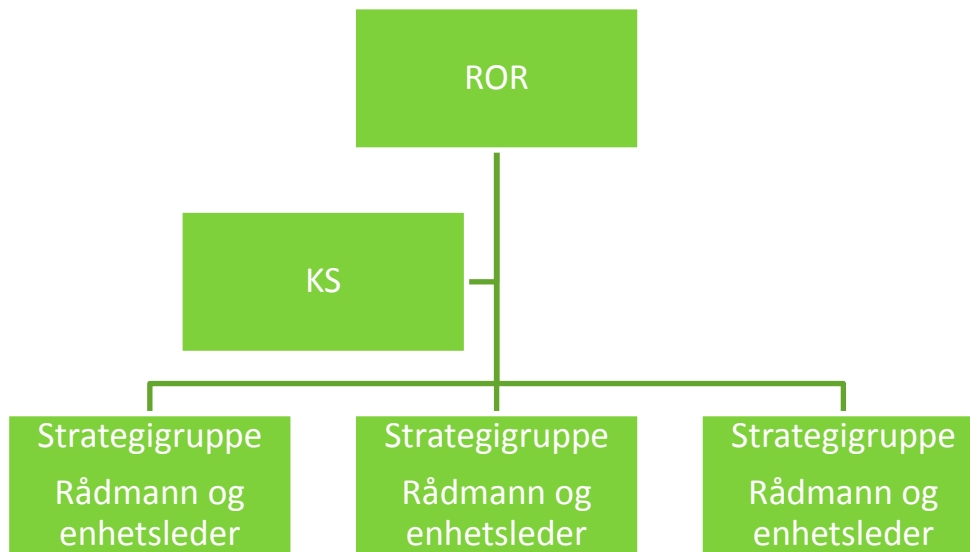 ROR
KS
Strategigruppe
Rådmann og
enhetsleder
Strategigruppe
Rådmann og
enhetsleder
Strategigruppe
Rådmann og
enhetsleder